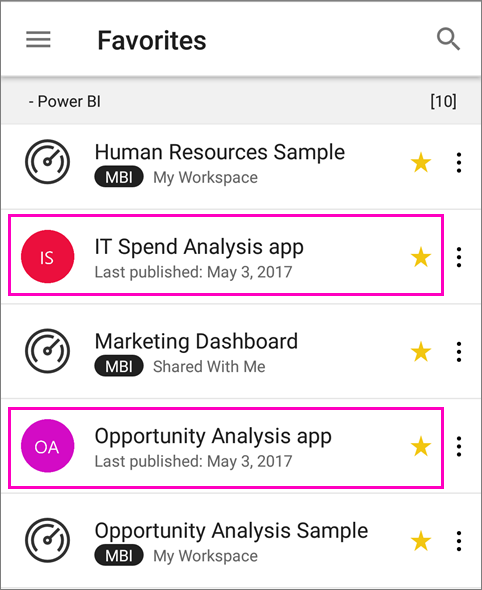 Favorites
- Power BI [10]
Human Resources Sample
MBI My Workspace
IS
IT Spend Analysis app
Last published: May 3, 2017
Marketing Dashboard
MBI Shared With Me
OA
Opportunity Analysis app
Last published: May 3, 2017
Opportunity Analysis Sample
MBI My Workspace